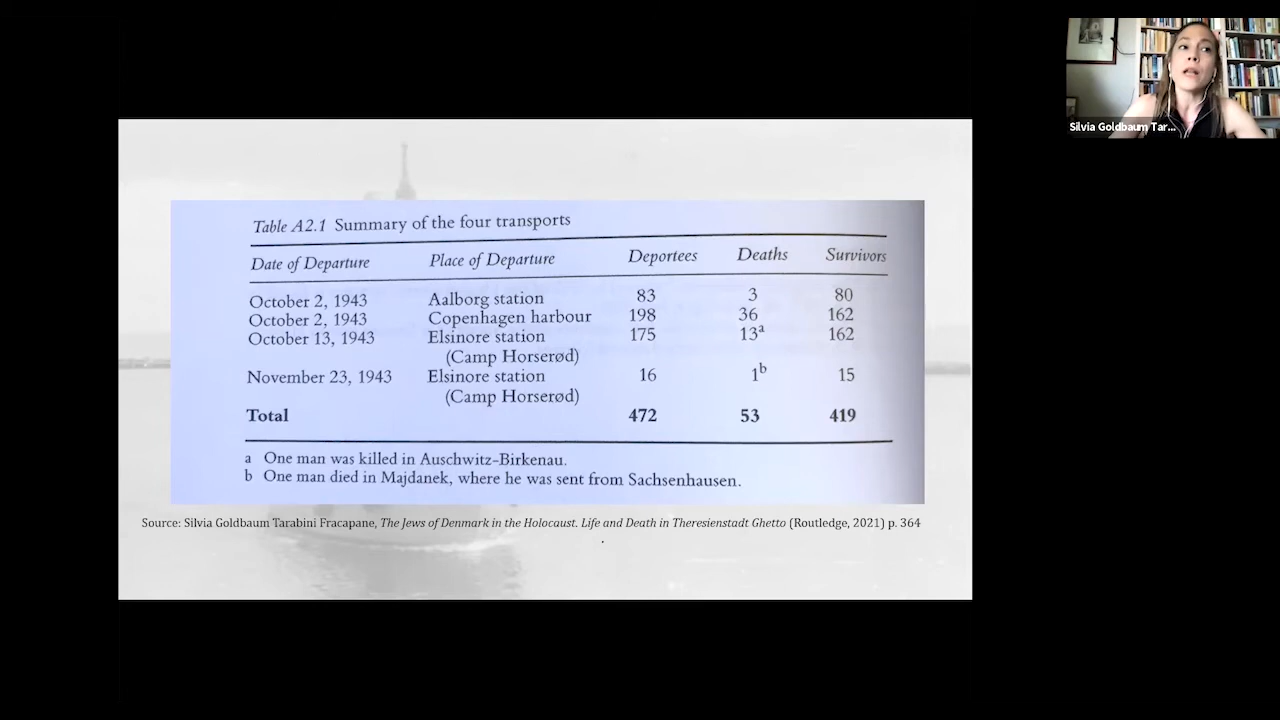 Silvia Goldbaum Tar...
Table A2.1 Summary of the four transports
Date of Departure Place of Departure Deportees Deaths Survivors
October 2, 1943 Aalborg station 83 3 80
October 2, 1943 Copenhagen harbour 198 36 162
October 13, 1943 Elsinore station 175 13a 162
(Camp Horserød)
November 23, 1943 Elsinore station 16 1b 15
(Camp Horserød)
Total 472 53 419
a One man was killed in Auschwitz-Birkenau.
b One man died in Majdanek, where he was sent from Sachsenhausen.
Source: Silvia Goldbaum Tarabini Fracapane, The Jews of Denmark in the Holocaust. Life and Death in Theresienstadt Ghetto (Routledge, 2021) p. 364
.